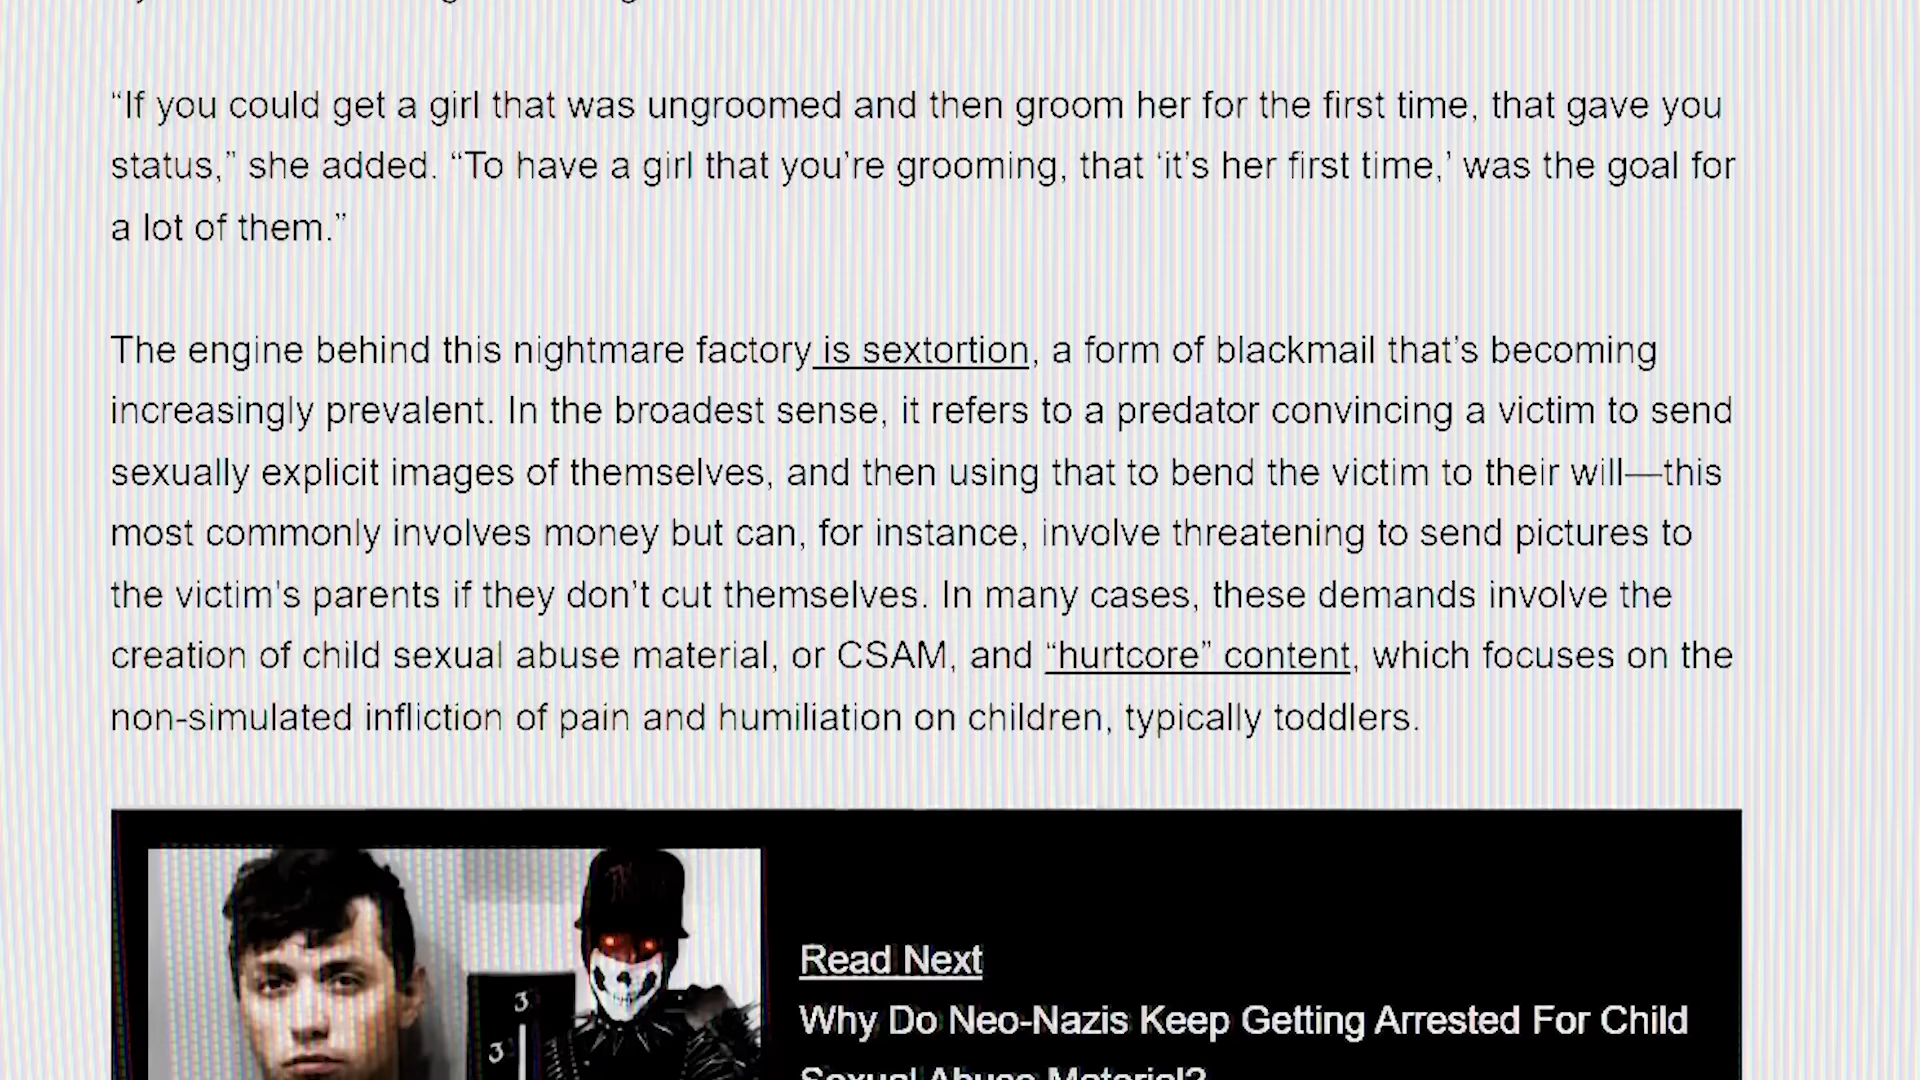 “If you could get a girl that was ungroomed and then groom her for the first time, that gave you
status,” she added. “To have a girl that you’re grooming, that ‘it’s her first time,’ was the goal for
a lot of them.”
The engine behind this nightmare factory is sextortion, a form of blackmail that’s becoming
increasingly prevalent. In the broadest sense, it refers to a predator convincing a victim to send
sexually explicit images of themselves, and then using that to bend the victim to their will—this
most commonly involves money but can, for instance, involve threatening to send pictures to
the victim's parents if they don’t cut themselves. In many cases, these demands involve the
creation of child sexual abuse material, or CSAM, and “hurtcore” content, which focuses on the
non-simulated infliction of pain and humiliation on children, typically toddlers.
3
3
Read Next
Why Do Neo-Nazis Keep Getting Arrested For Child
Sexual Abuse Material?